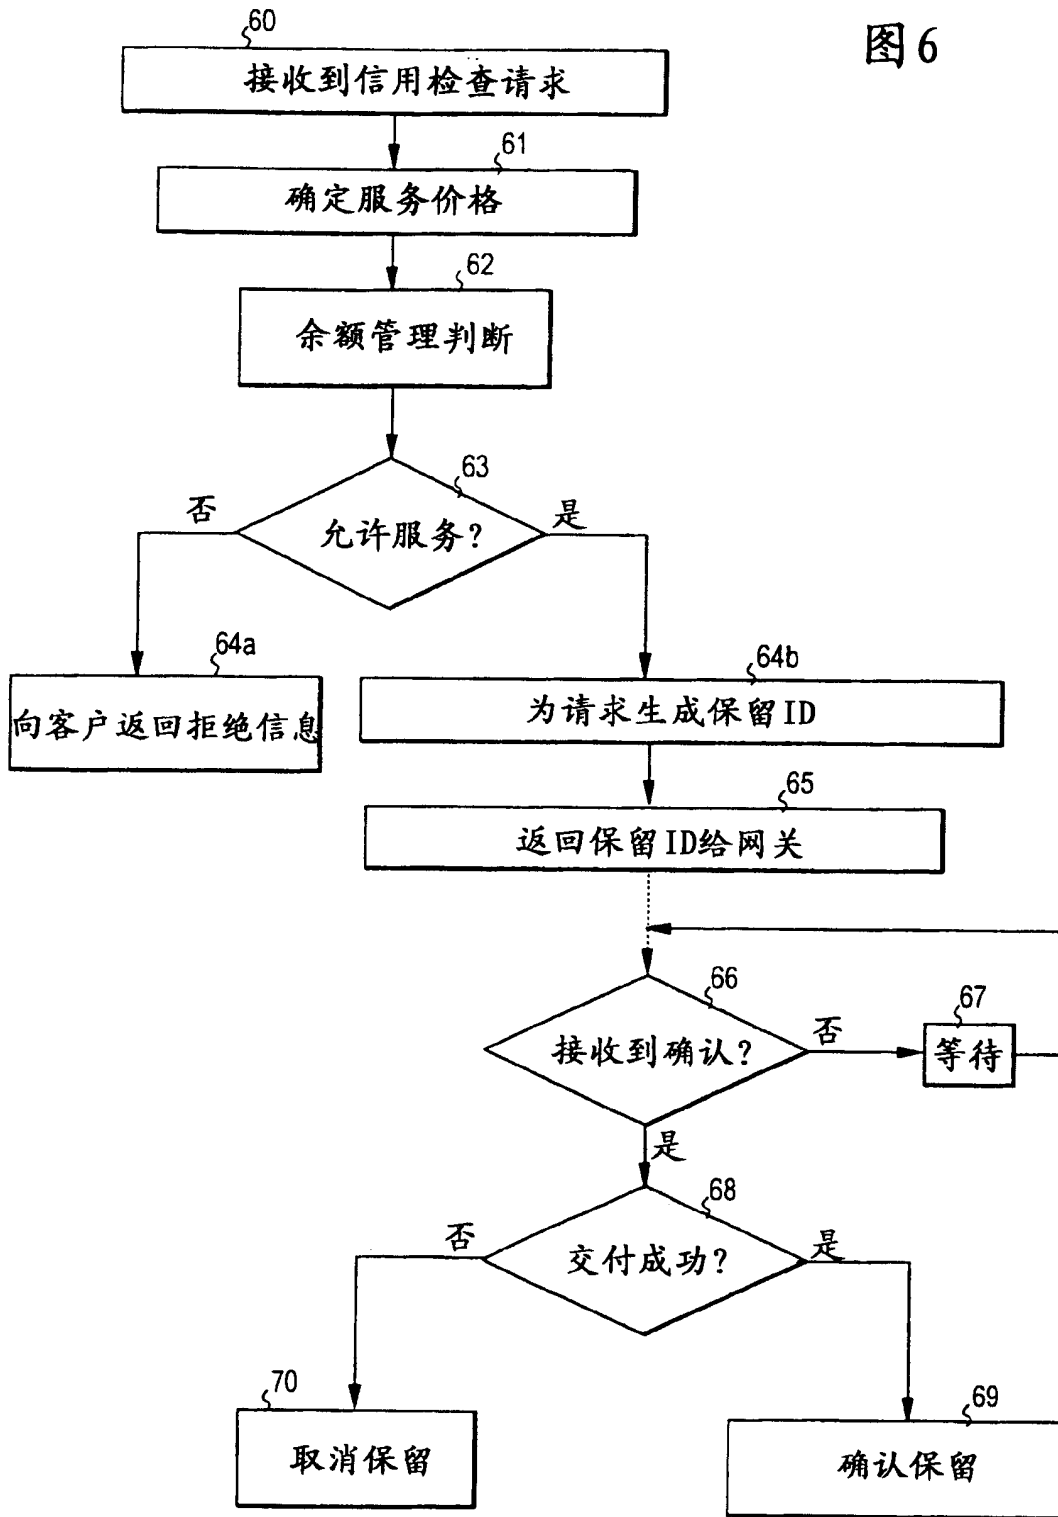 图6
60
接收到信用检查请求
61
确定服务价格
62
余额管理判断
63
否
允许服务?
是
64a
向客户返回拒绝信息
64b
为请求生成保留ID
65
返回保留ID给网关
66
接收到确认?
否
67
等待
是
68
否
交付成功?
是
70
取消保留
69
确认保留